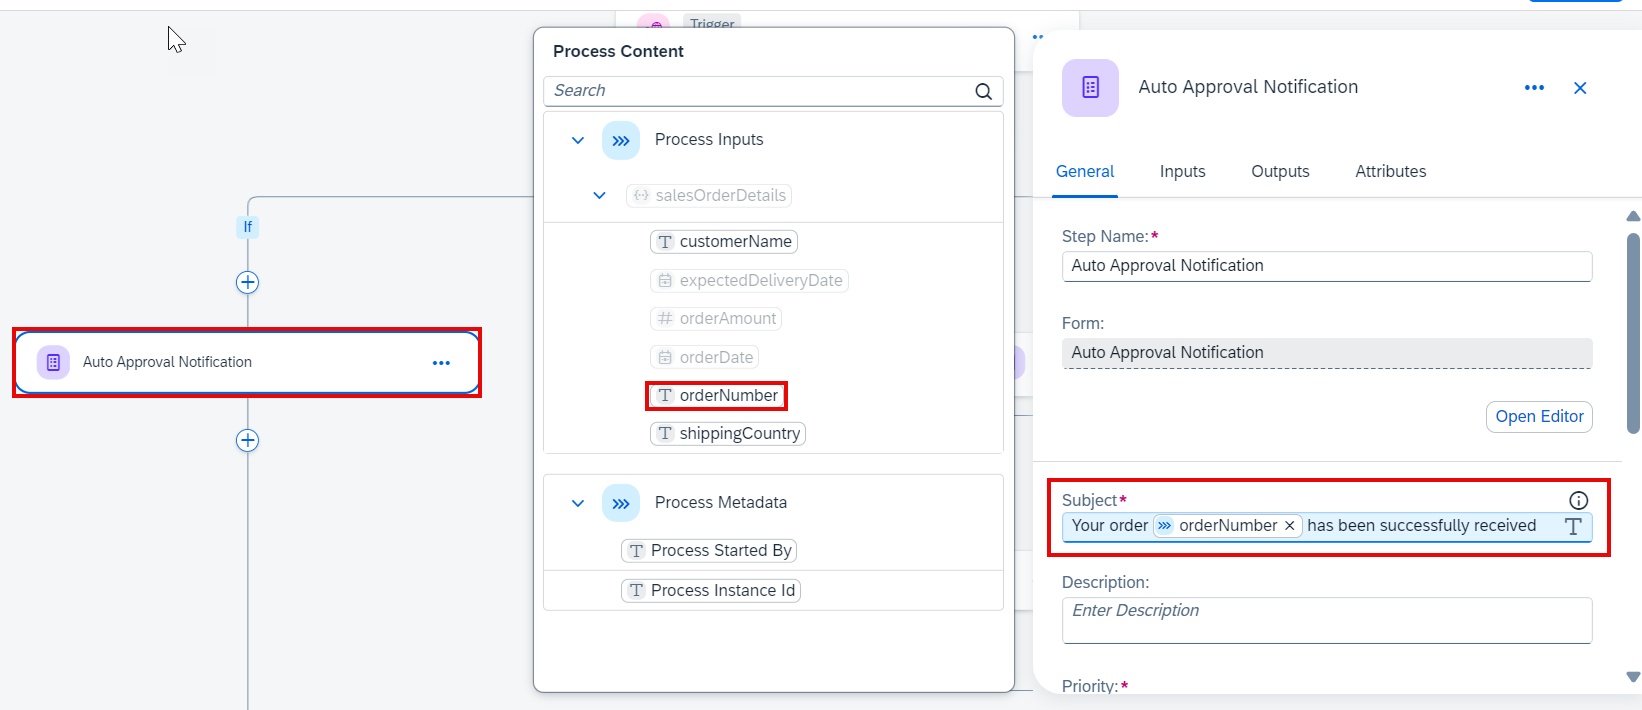 Trigger
If
Auto Approval Notification
Process Content
Search
Process Inputs
salesOrderDetails
customerName
expectedDeliveryDate
orderAmount
orderDate
orderNumber
shippingCountry
Process Metadata
Process Started By
Process Instance Id
Auto Approval Notification
General Inputs Outputs Attributes
Step Name:*
Auto Approval Notification
Form:
Auto Approval Notification
Open Editor
Subject*
Your order orderNumber × has been successfully received
Description:
Enter Description
Priority:*